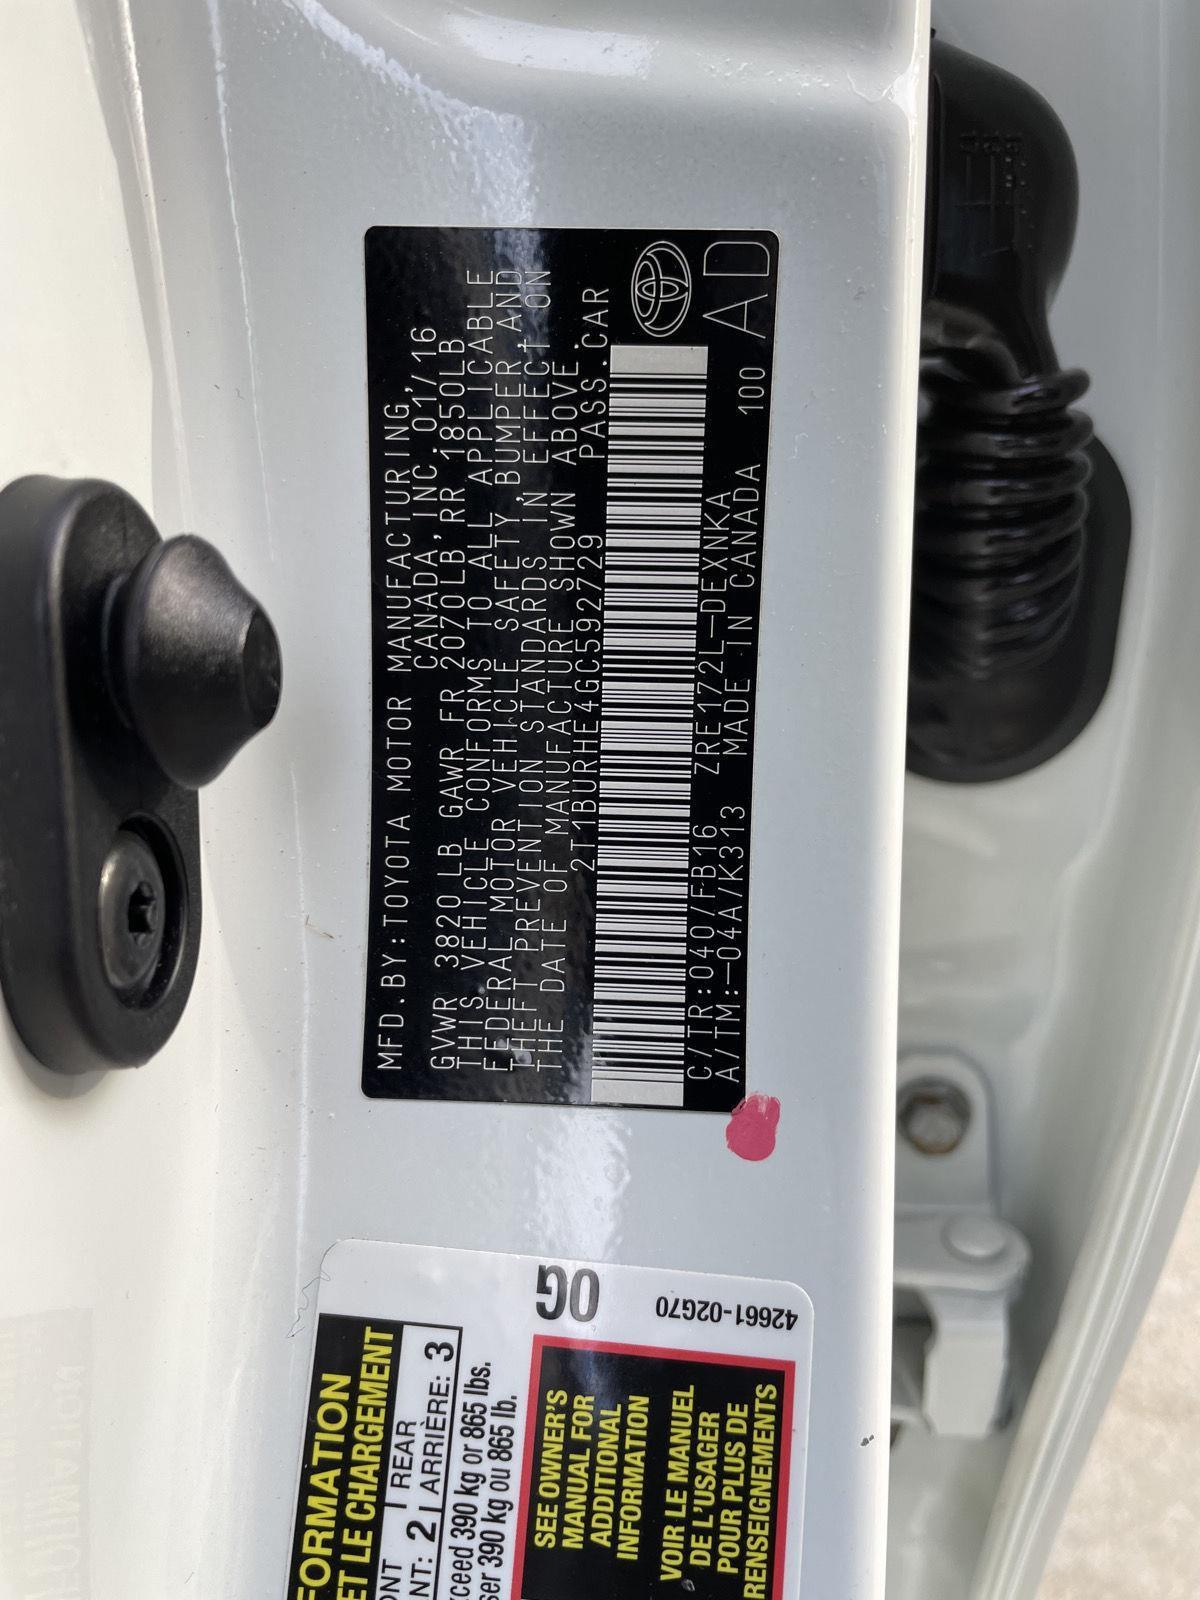 MFD.BY:TOYOTA MOTOR MANUFACTURING,
CANADA,INC. 01/16
GVWR 3820 LB GAWR FR 2070LB,RR 1850LB
THIS VEHICLE CONFORMS TO ALL APPLICABLE
FEDERAL MOTOR VEHICLE SAFETY, BUMPER,AND
THEFT PREVENTION STANDARDS IN EFFECT ON
THE DATE OF MANUFACTURE SHOWN ABOVE.
2T1BURHE4GC592729 PASS.CAR
C/TR:040/FB16 ZRE172L-DEXNKA
A/TM:-04A/K313 MADE IN CANADA 100 AD
42661-02G70
0G
FORMATION
ET LE CHARGEMENT
REAR
2 ARRIÈRE: 3
390 kg or 865 lbs.
390 kg ou 865 lb.
SEE OWNER'S
MANUAL FOR
ADDITIONAL
INFORMATION
VOIR LE MANUEL
DE L'USAGER
POUR PLUS DE
RENSEIGNEMENTS